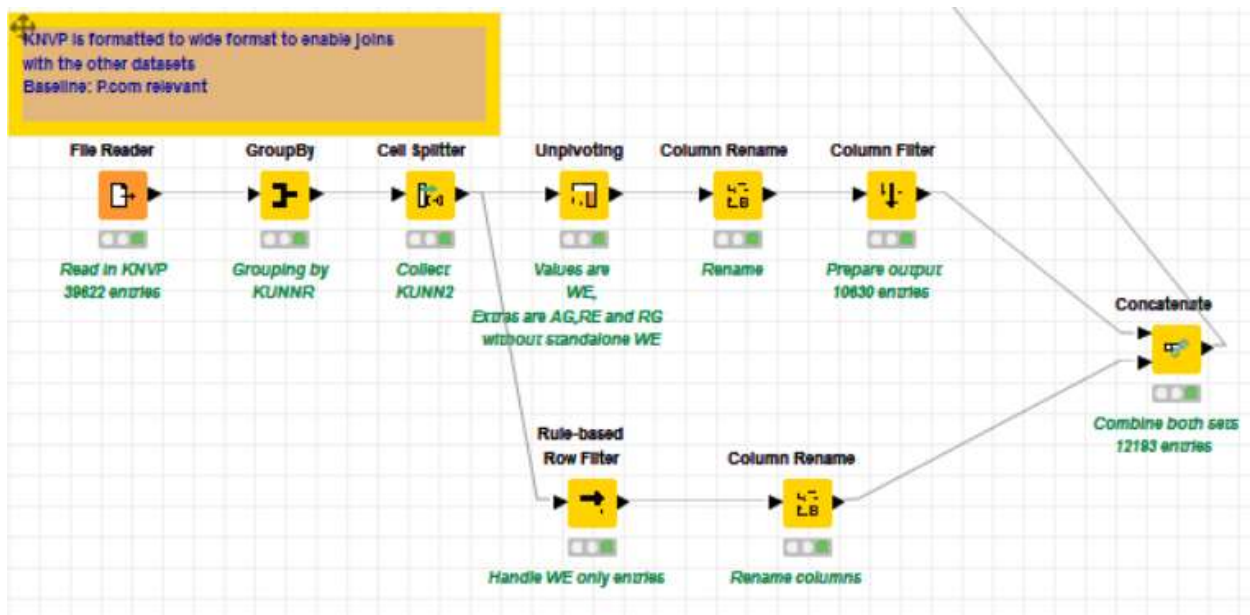 KNVP is formatted to wide format to enable joins
with the other datasets
Baseline: P.com relevant
File Reader
GroupBy
Cell Splitter
Unpivoting
Column Rename
Column Filter
Read in KNVP
39622 entries
Grouping by
KUNNR
Collect
KUNN2
Values are
WE,
Extras are AG,RE and RG
without standalone WE
Rename
Prepare output
10630 entries
Concatenate
Combine both sets
12193 entries
Rule-based
Row Filter
Column Rename
Handle WE only entries
Rename columns